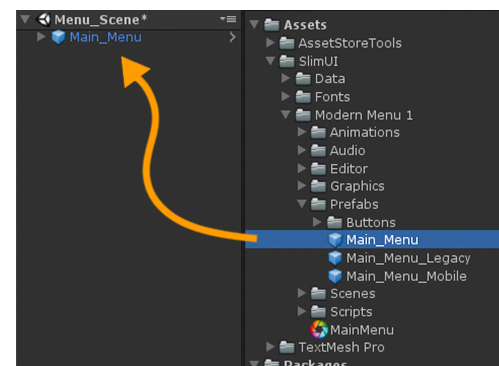 Menu_Scene*
Main_Menu
Assets
AssetStoreTools
SlimUI
Data
Fonts
Modern Menu 1
Animations
Audio
Editor
Graphics
Prefabs
Buttons
Main_Menu
Main_Menu_Legacy
Main_Menu_Mobile
Scenes
Scripts
MainMenu
TextMesh Pro
Packages